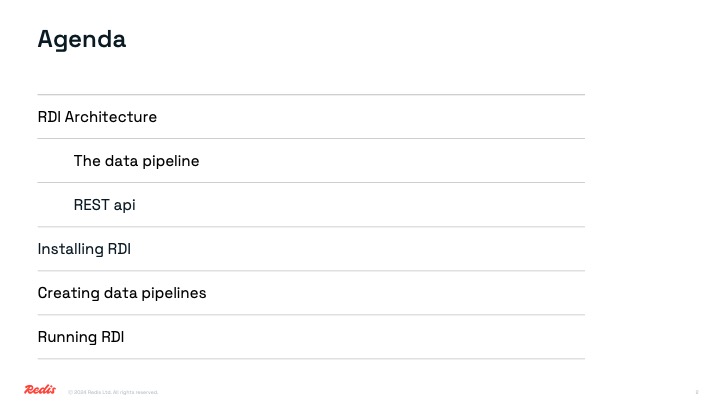 Agenda
RDI Architecture
The data pipeline
REST api
Installing RDI
Creating data pipelines
Running RDI
Redis
© 2024 Redis Ltd. All rights reserved.